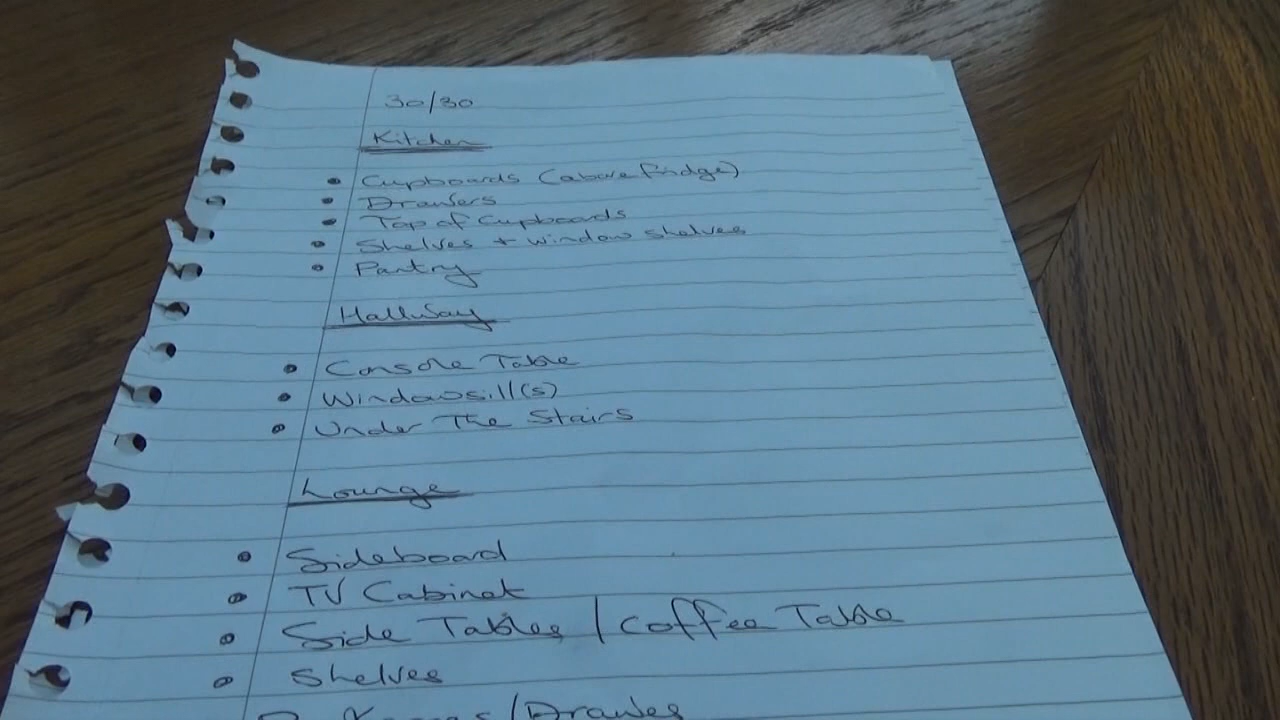 30/30
Kitchen
• Cupboards (above fridge)
• Drawers
• Top of Cupboards
• Shelves + window shelves
• Pantry
Hallway
• Console Table
• Windowsill(s)
• Under The Stairs
Lounge
• Sideboard
• TV Cabinet
• Side Tables / Coffee Table
• Shelves
/Drawes